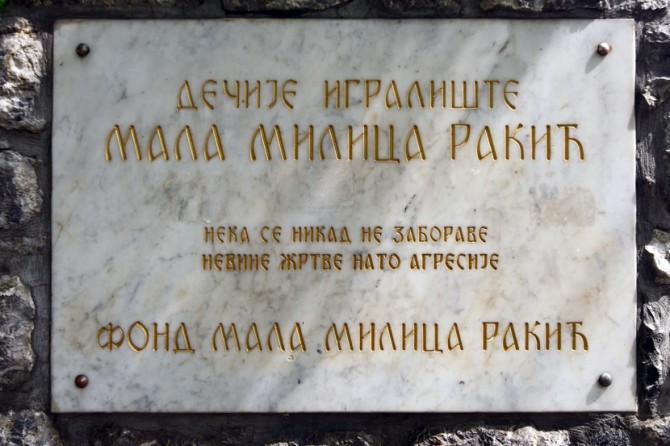 ДЕЧИЈЕ ИГРАЛИШТЕ
МАЛА МИЛИЦА РАКИЋ
НЕКА СЕ НИКАД НЕ ЗАБОРАВЕ
НЕВИНЕ ЖРТВЕ НАТО АГРЕСИЈЕ
ФОНД МАЛА МИЛИЦА РАКИЋ